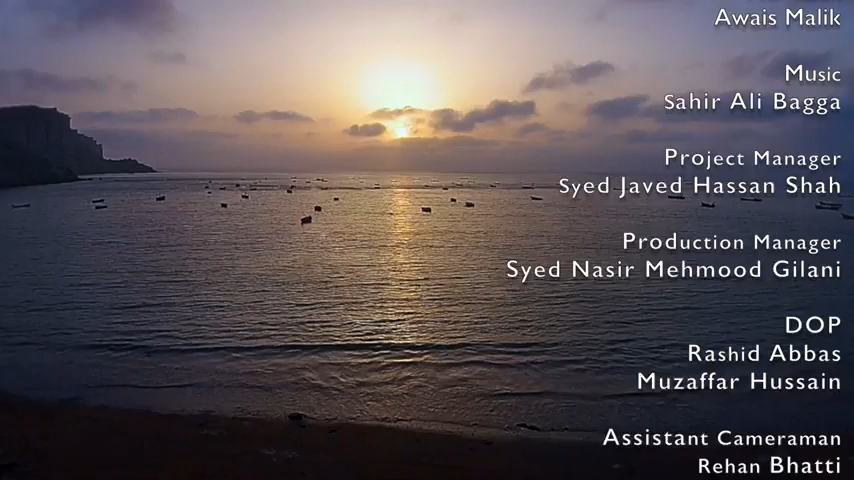 Awais Malik
Music
Sahir Ali Bagga
Project Manager
Syed Javed Hassan Shah
Production Manager
Syed Nasir Mehmood Gilani
DOP
Rashid Abbas
Muzaffar Hussain
Assistant Cameraman
Rehan Bhatti